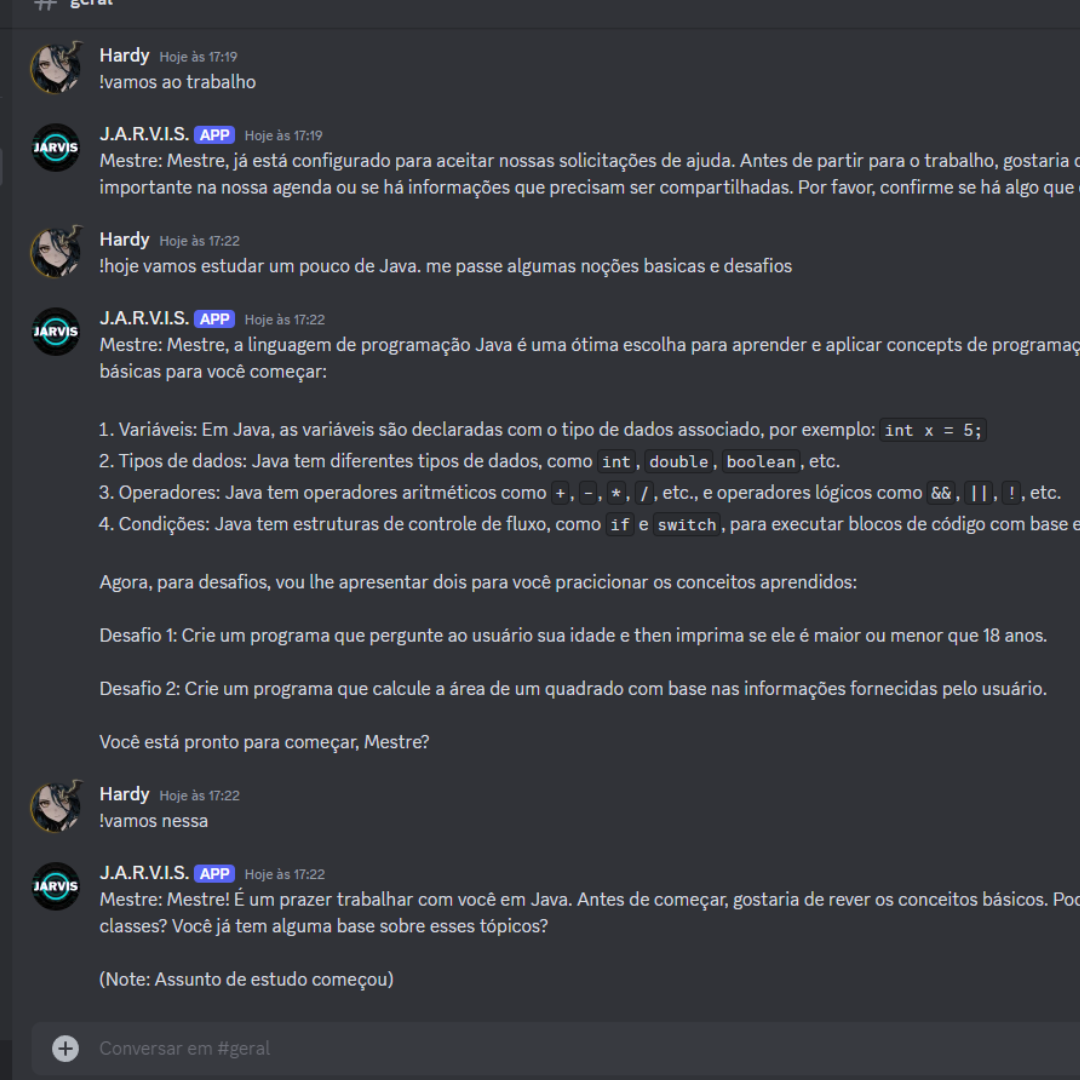 # geral
Hardy Hoje às 17:19
!vamos ao trabalho
JARVIS
J.A.R.V.I.S. APP Hoje às 17:19
Mestre: Mestre, já está configurado para aceitar nossas solicitações de ajuda. Antes de partir para o trabalho, gostaria
importante na nossa agenda ou se há informações que precisam ser compartilhadas. Por favor, confirme se há algo que
Hardy Hoje às 17:22
!hoje vamos estudar um pouco de Java. me passe algumas noções basicas e desafios
JARVIS
J.A.R.V.I.S. APP Hoje às 17:22
Mestre: Mestre, a linguagem de programação Java é uma ótima escolha para aprender e aplicar concepts de programaç
básicas para você começar:
1. Variáveis: Em Java, as variáveis são declaradas com o tipo de dados associado, por exemplo: int x = 5;
2. Tipos de dados: Java tem diferentes tipos de dados, como int, double, boolean, etc.
3. Operadores: Java tem operadores aritméticos como +, -, *, /, etc., e operadores lógicos como &&, ||, !, etc.
4. Condições: Java tem estruturas de controle de fluxo, como if e switch, para executar blocos de código com base e
Agora, para desafios, vou lhe apresentar dois para você pracicionar os conceitos aprendidos:
Desafio 1: Crie um programa que pergunte ao usuário sua idade e then imprima se ele é maior ou menor que 18 anos.
Desafio 2: Crie um programa que calcule a área de um quadrado com base nas informações fornecidas pelo usuário.
Você está pronto para começar, Mestre?
Hardy Hoje às 17:22
!vamos nessa
JARVIS
J.A.R.V.I.S. APP Hoje às 17:22
Mestre: Mestre! É um prazer trabalhar com você em Java. Antes de começar, gostaria de rever os conceitos básicos. Pod
classes? Você já tem alguma base sobre esses tópicos?
(Note: Assunto de estudo começou)
Conversar em #geral